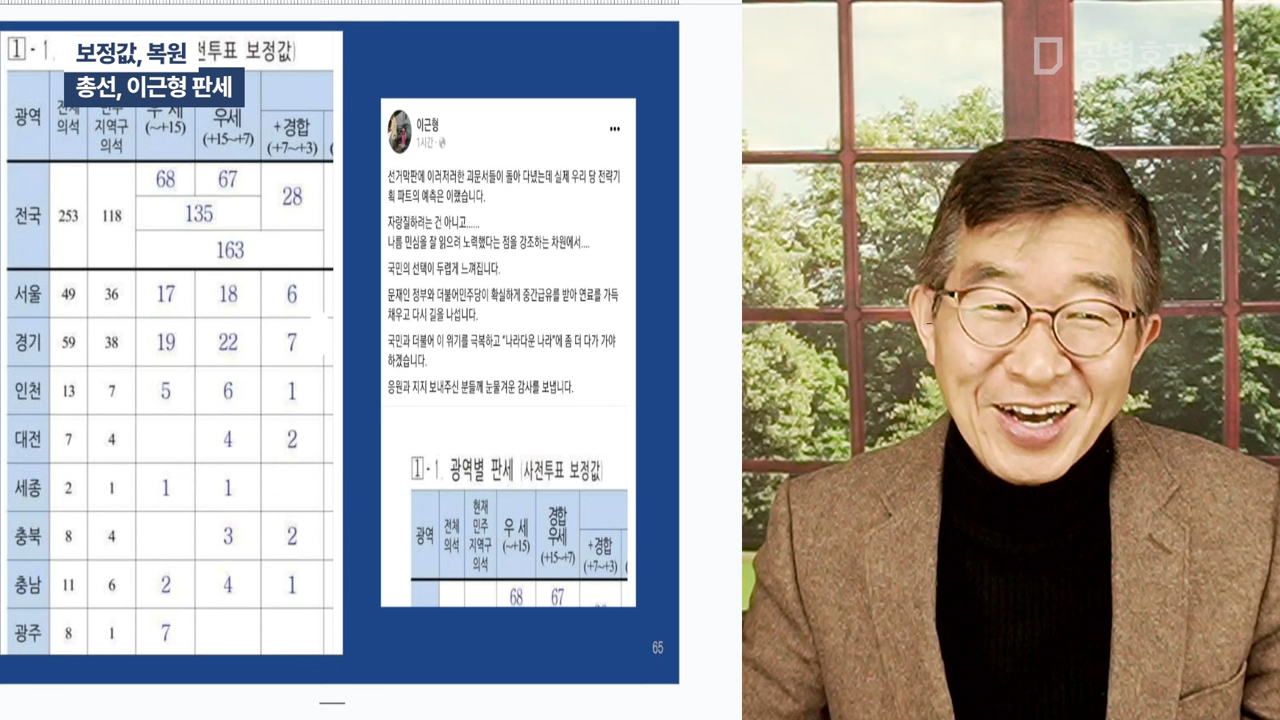 1-1.
전투표 보정값)
보정값, 복원
총선, 이근형 판세
광역 의석 지역구 의석 (~+15) 우세 (+15~+7) +경합 (+7~+3)
68 67 28
전국 253 118 135
163
서울 49 36 17 18 6
경기 59 38 19 22 7
인천 13 7 5 6 1
대전 7 4 4 2
세종 2 1 1 1
충북 8 4 3 2
충남 11 6 2 4 1
광주 8 1 7
이근형
1시간
선거막판에 이러저러한 괴문서들이 돌아 다녔는데 실제 우리 당 전략기
획 파트의 예측은 이랬습니다.
자랑질하려는 건 아니고......
나름 민심을 잘 읽으려 노력했다는 점을 강조하는 차원에서....
국민의 선택이 두렵게 느껴집니다.
문재인 정부와 더불어민주당이 확실하게 중간급유를 받아 연료를 가득
채우고 다시 길을 나섭니다.
국민과 더불어 이 위기를 극복하고 "나라다운 나라"에 좀 더 다가 가야
하겠습니다.
응원과 지지 보내주신 분들께 눈물겨운 감사를 보냅니다.
1-1. 광역별 판세 (사전투표 보정값)
광역 전체 의석 현재 민주 지역구 의석 우 세 (~+15) 경합 우세 (+15~+7) +경합 (+7~+3)
68 67
65
공병호